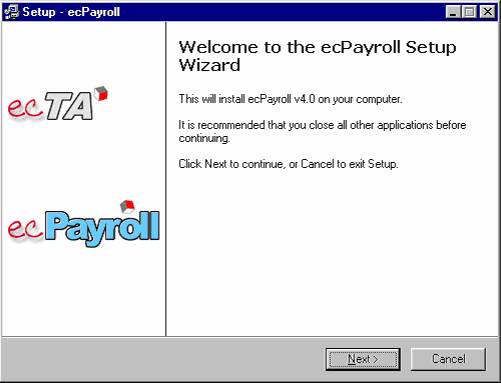 Setup - ecPayroll
ecTA
ecPayroll
Welcome to the ecPayroll Setup
Wizard
This will install ecPayroll v4.0 on your computer.
It is recommended that you close all other applications before
continuing.
Click Next to continue, or Cancel to exit Setup.
Next >
Cancel